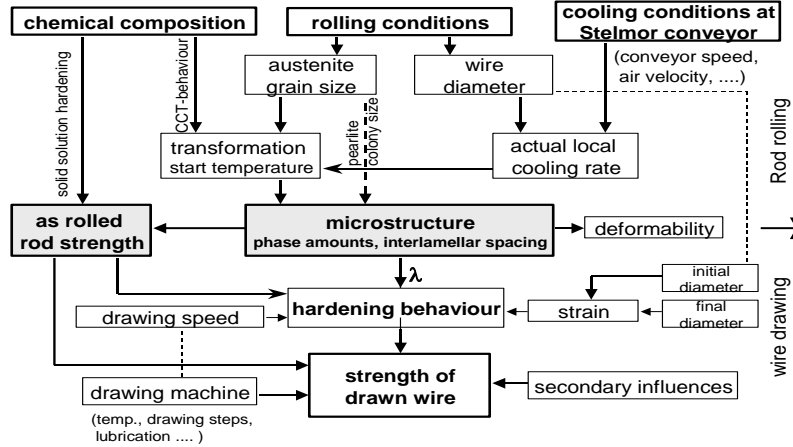 chemical composition
rolling conditions
cooling conditions at
Stelmor conveyor
(conveyor speed,
air velocity, ....)
austenite
grain size
wire
diameter
solid solution hardening
CCT-behaviour
pearlite
colony size
transformation
start temperature
actual local
cooling rate
Rod rolling
as rolled
rod strength
microstructure
phase amounts, interlamellar spacing
deformability
λ
initial
diameter
hardening behaviour
drawing speed
strain
final
diameter
wire drawing
strength of
drawn wire
drawing machine
secondary influences
(temp., drawing steps,
lubrication .... )